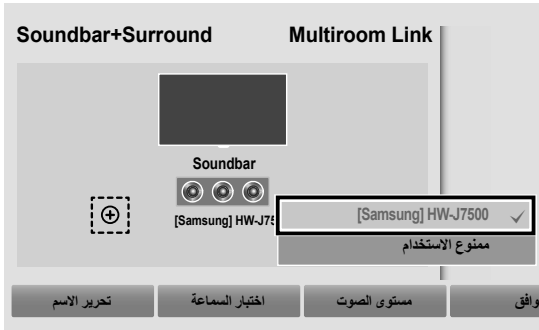 Soundbar+Surround
Multiroom Link
Soundbar
[Samsung] HW-J75
[Samsung] HW-J7500
ممنوع الاستخدام
تحرير الاسم
اختبار السماعة
مستوى الصوت
وافق